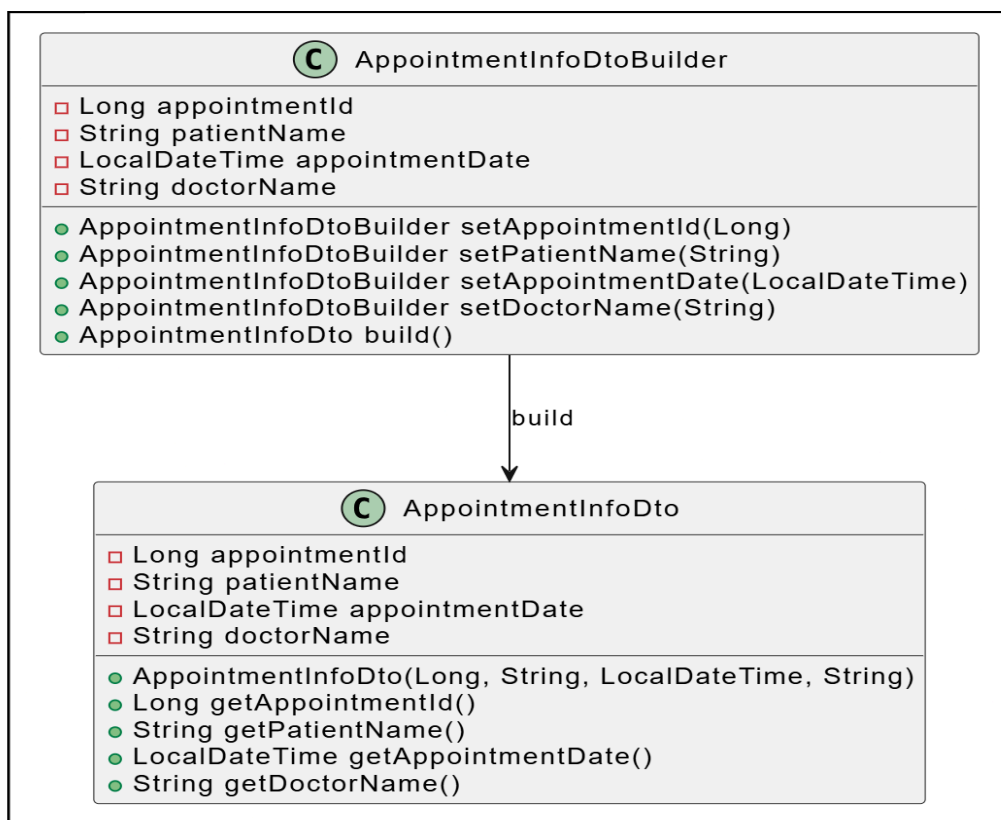 C AppointmentInfoDtoBuilder
Long appointmentId
String patientName
LocalDateTime appointmentDate
String doctorName
AppointmentInfoDtoBuilder setAppointmentId(Long)
AppointmentInfoDtoBuilder setPatientName(String)
AppointmentInfoDtoBuilder setAppointmentDate(LocalDateTime)
AppointmentInfoDtoBuilder setDoctorName(String)
AppointmentInfoDto build()
build
C AppointmentInfoDto
Long appointmentId
String patientName
LocalDateTime appointmentDate
String doctorName
AppointmentInfoDto(Long, String, LocalDateTime, String)
Long getAppointmentId()
String getPatientName()
LocalDateTime getAppointmentDate()
String getDoctorName()